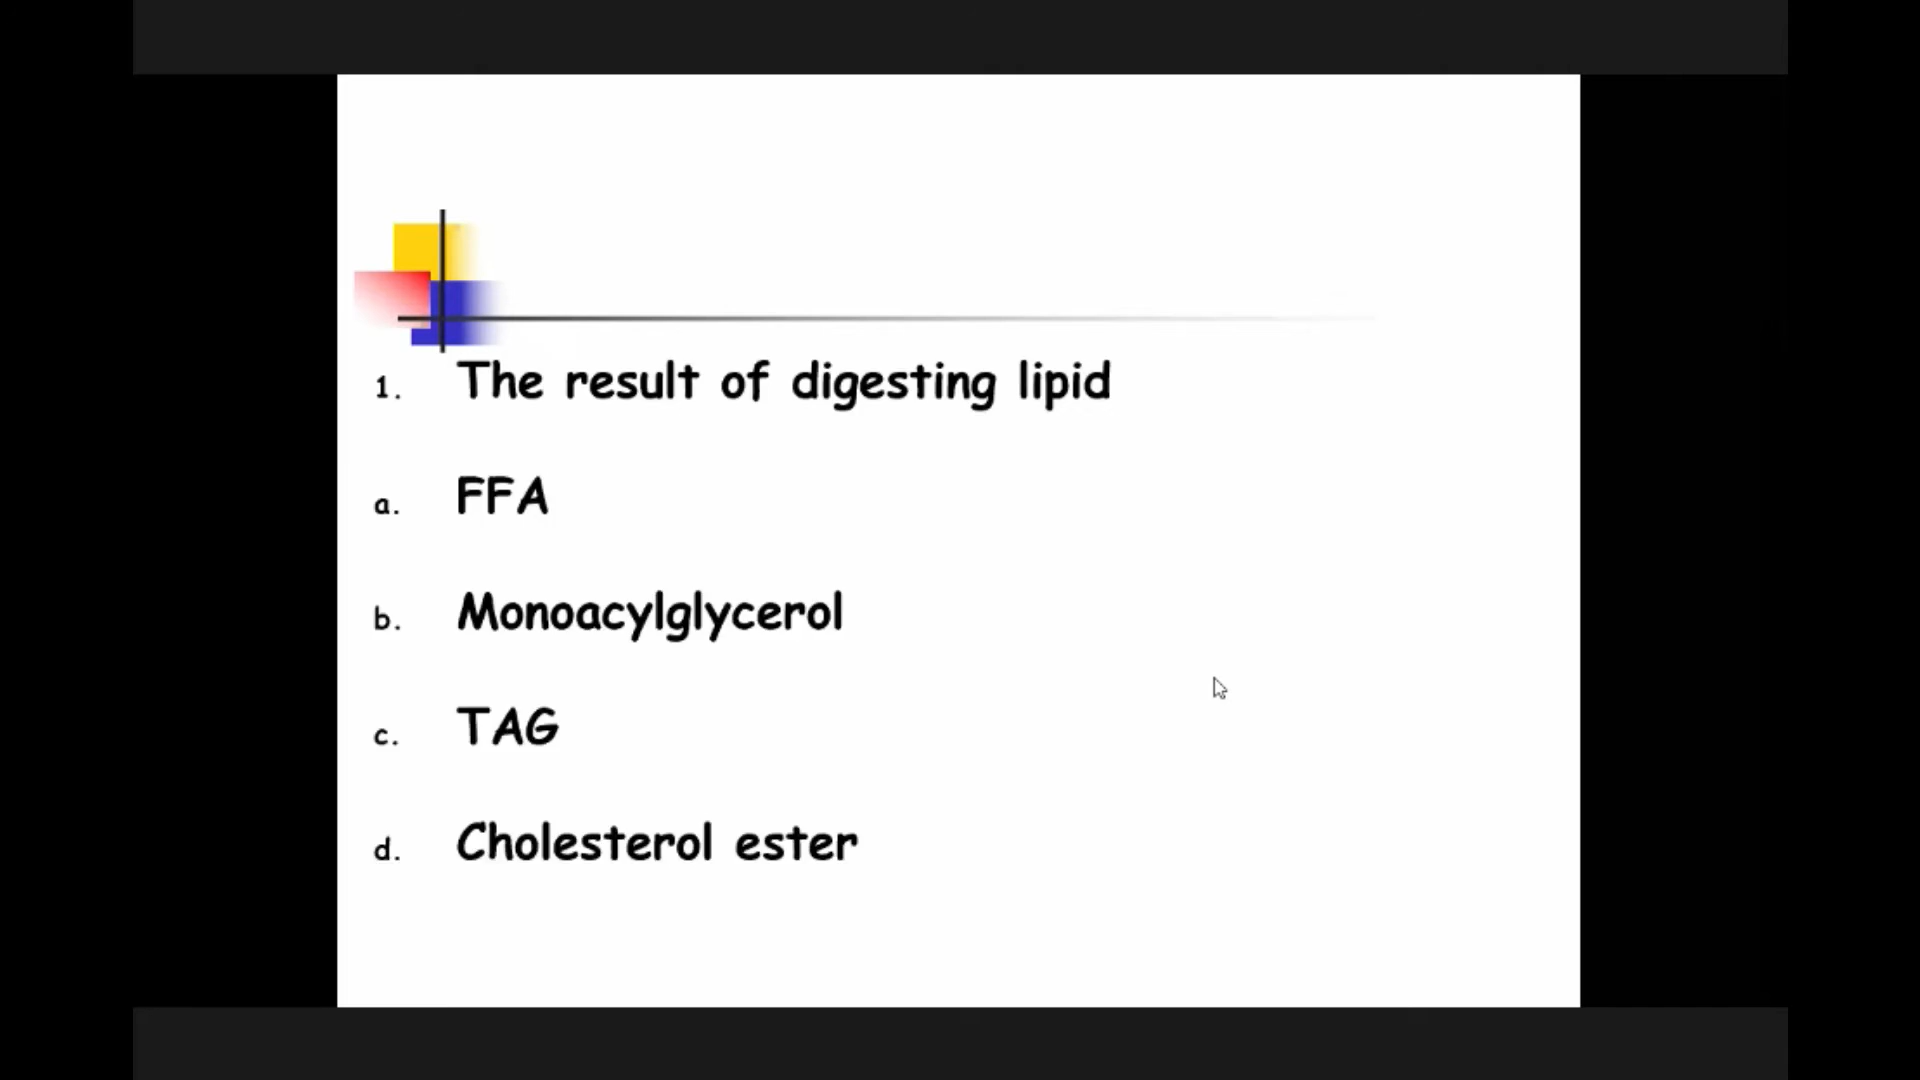 1. The result of digesting lipid
a. FFA
b. Monoacylglycerol
c. TAG
d. Cholesterol ester